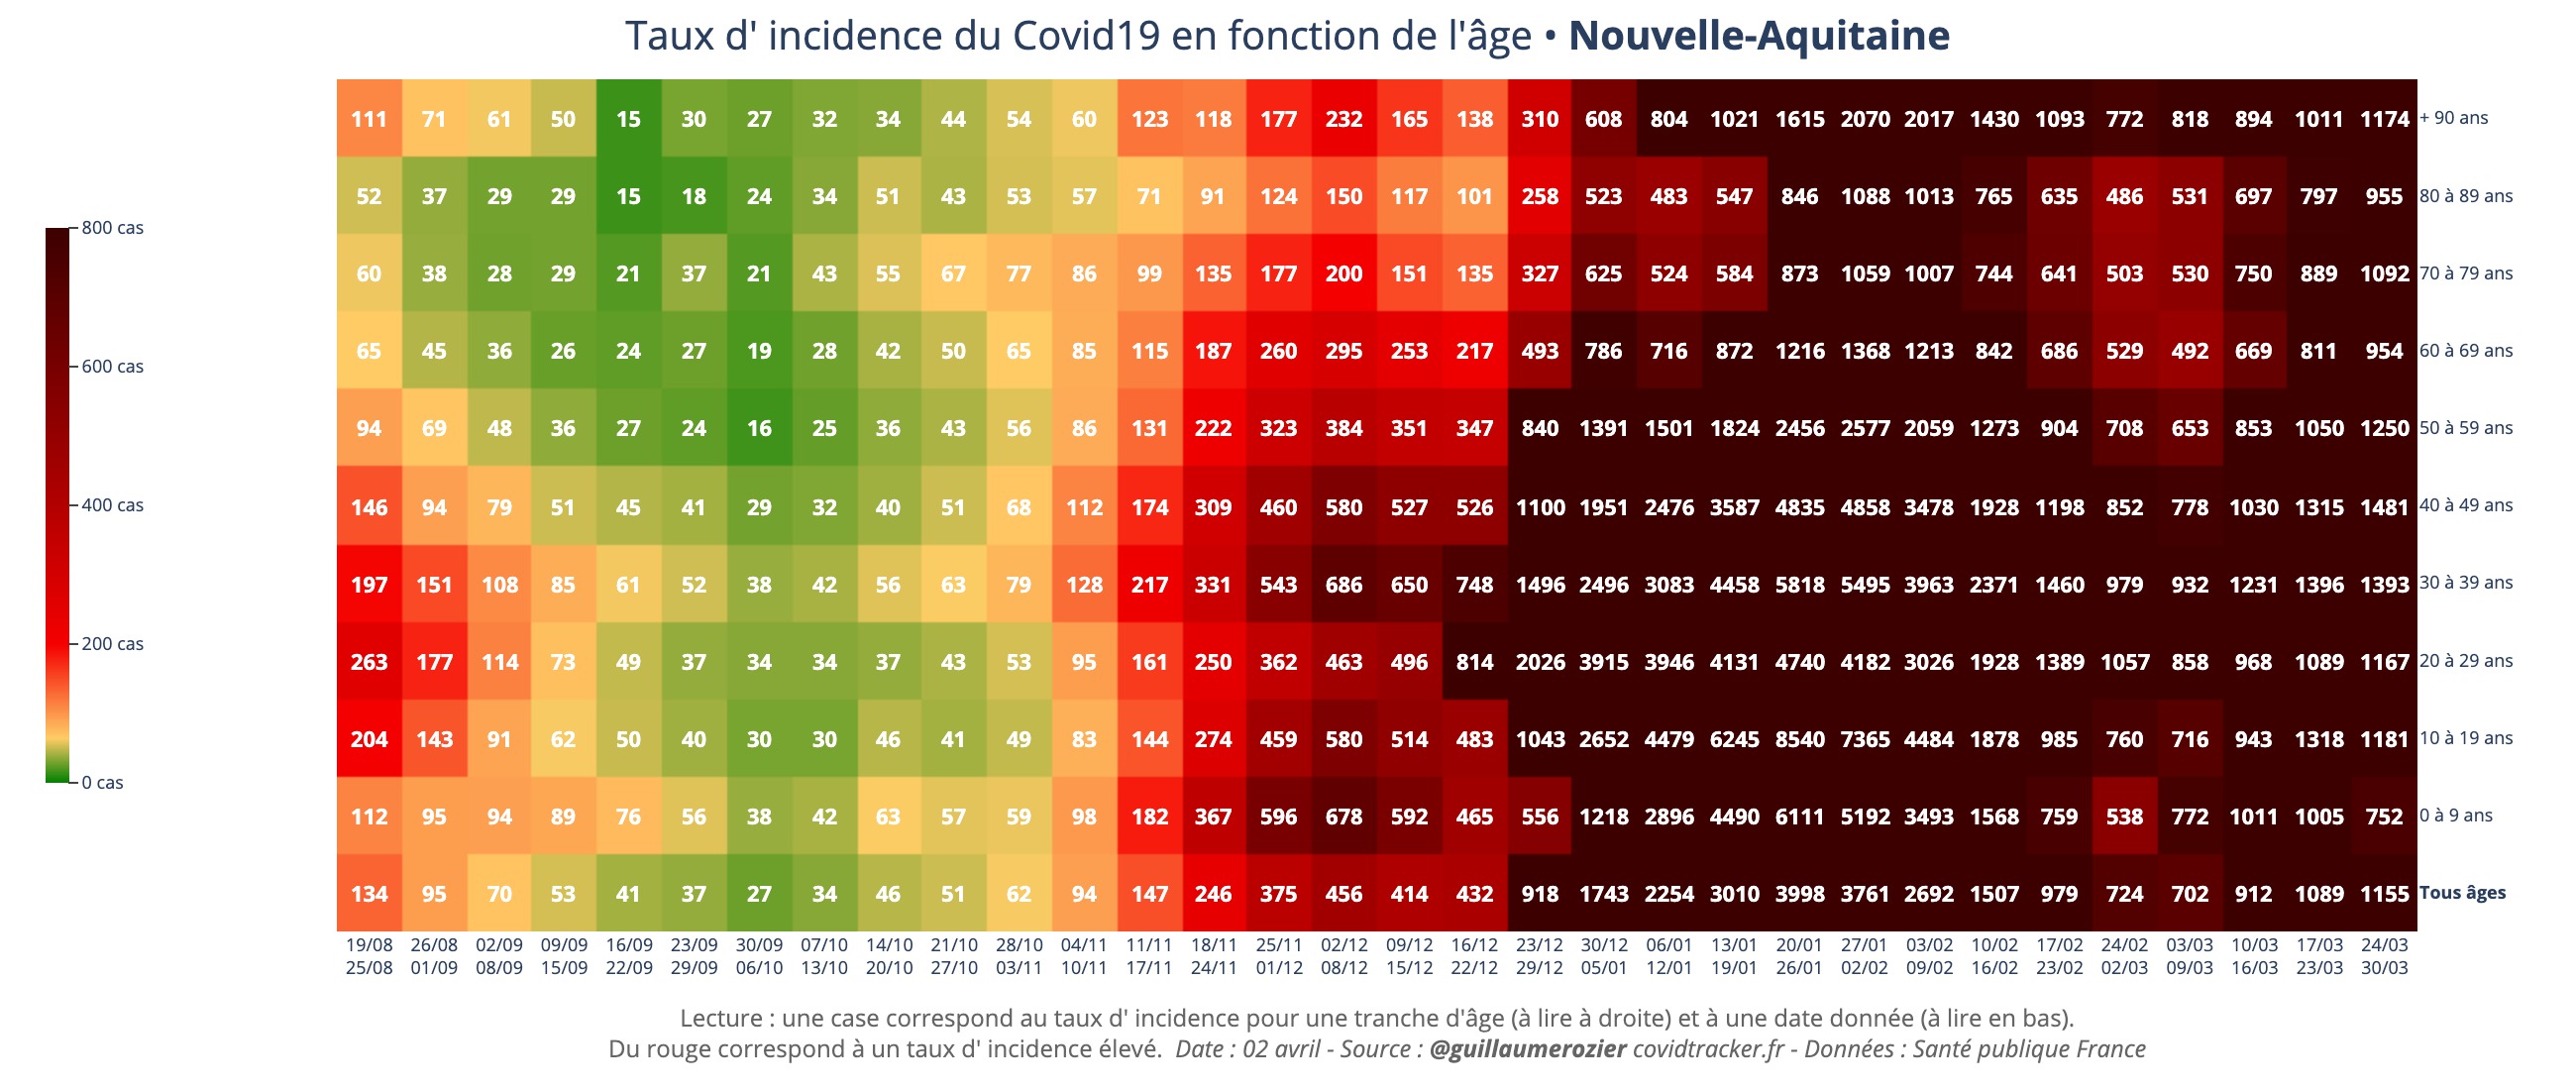 Taux d' incidence du Covid19 en fonction de l'âge • Nouvelle-Aquitaine
800 cas
600 cas
400 cas
200 cas
0 cas
111 71 61 50 15 30 27 32 34 44 54 60 123 118 177 232 165 138 310 608 804 1021 1615 2070 2017 1430 1093 772 818 894 1011 1174 + 90 ans
52 37 29 29 15 18 24 34 51 43 53 57 71 91 124 150 117 101 258 523 483 547 846 1088 1013 765 635 486 531 697 797 955 80 à 89 ans
60 38 28 29 21 37 21 43 55 67 77 86 99 135 177 200 151 135 327 625 524 584 873 1059 1007 744 641 503 530 750 889 1092 70 à 79 ans
65 45 36 26 24 27 19 28 42 50 65 85 115 187 260 295 253 217 493 786 716 872 1216 1368 1213 842 686 529 492 669 811 954 60 à 69 ans
94 69 48 36 27 24 16 25 36 43 56 86 131 222 323 384 351 347 840 1391 1501 1824 2456 2577 2059 1273 904 708 653 853 1050 1250 50 à 59 ans
146 94 79 51 45 41 29 32 40 51 68 112 174 309 460 580 527 526 1100 1951 2476 3587 4835 4858 3478 1928 1198 852 778 1030 1315 1481 40 à 49 ans
197 151 108 85 61 52 38 42 56 63 79 128 217 331 543 686 650 748 1496 2496 3083 4458 5818 5495 3963 2371 1460 979 932 1231 1396 1393 30 à 39 ans
263 177 114 73 49 37 34 34 37 43 53 95 161 250 362 463 496 814 2026 3915 3946 4131 4740 4182 3026 1928 1389 1057 858 968 1089 1167 20 à 29 ans
204 143 91 62 50 40 30 30 46 41 49 83 144 274 459 580 514 483 1043 2652 4479 6245 8540 7365 4484 1878 985 760 716 943 1318 1181 10 à 19 ans
112 95 94 89 76 56 38 42 63 57 59 98 182 367 596 678 592 465 556 1218 2896 4490 6111 5192 3493 1568 759 538 772 1011 1005 752 0 à 9 ans
134 95 70 53 41 37 27 34 46 51 62 94 147 246 375 456 414 432 918 1743 2254 3010 3998 3761 2692 1507 979 724 702 912 1089 1155 Tous âges
19/08 26/08 02/09 09/09 16/09 23/09 30/09 07/10 14/10 21/10 28/10 04/11 11/11 18/11 25/11 02/12 09/12 16/12 23/12 30/12 06/01 13/01 20/01 27/01 03/02 10/02 17/02 24/02 03/03 10/03 17/03 24/03
25/08 01/09 08/09 15/09 22/09 29/09 06/10 13/10 20/10 27/10 03/11 10/11 17/11 24/11 01/12 08/12 15/12 22/12 29/12 05/01 12/01 19/01 26/01 02/02 09/02 16/02 23/02 02/03 09/03 16/03 23/03 30/03
Lecture : une case correspond au taux d' incidence pour une tranche d'âge (à lire à droite) et à une date donnée (à lire en bas).
Du rouge correspond à un taux d' incidence élevé. Date : 02 avril - Source : @guillaumerozier covidtracker.fr - Données : Santé publique France